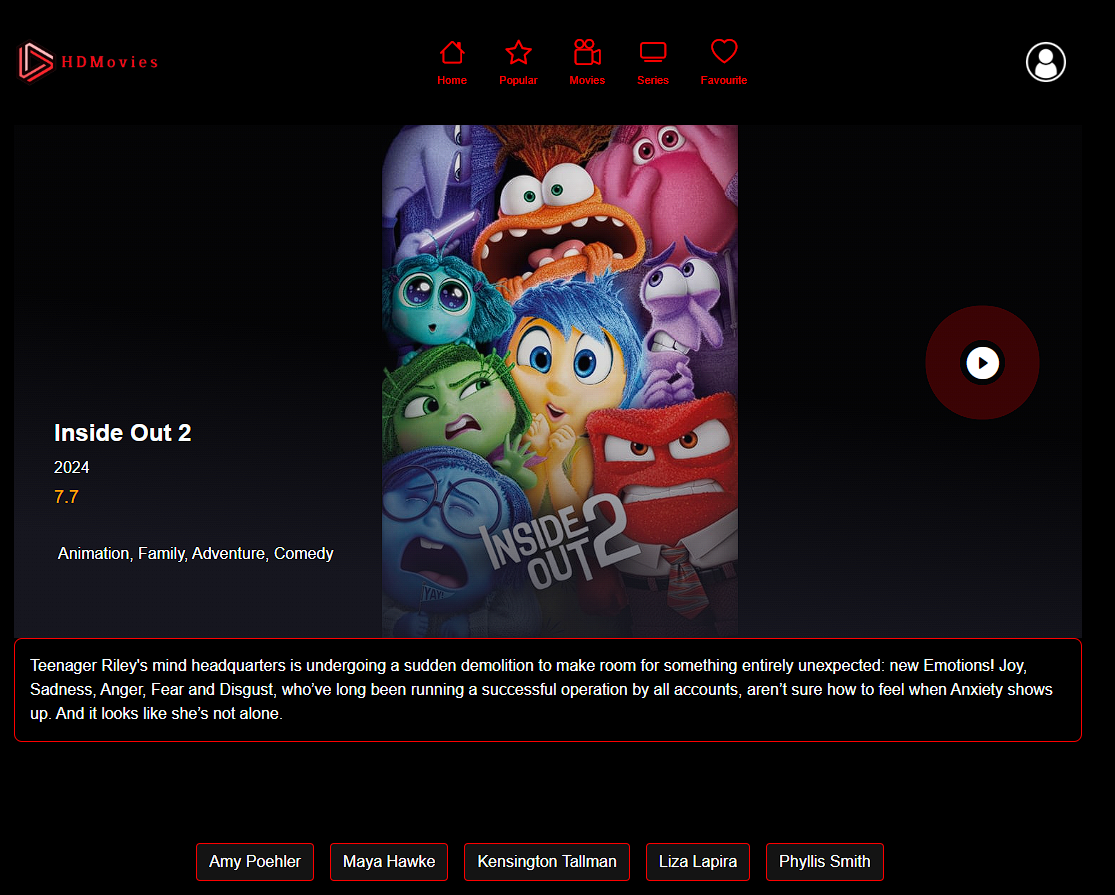 HDMovies
Home
Popular
Movies
Series
Favourite
Inside Out 2
2024
7.7
Animation, Family, Adventure, Comedy
INSIDE
OUT 2
YAY!
Teenager Riley's mind headquarters is undergoing a sudden demolition to make room for something entirely unexpected: new Emotions! Joy,
Sadness, Anger, Fear and Disgust, who’ve long been running a successful operation by all accounts, aren’t sure how to feel when Anxiety shows
up. And it looks like she’s not alone.
Amy Poehler
Maya Hawke
Kensington Tallman
Liza Lapira
Phyllis Smith